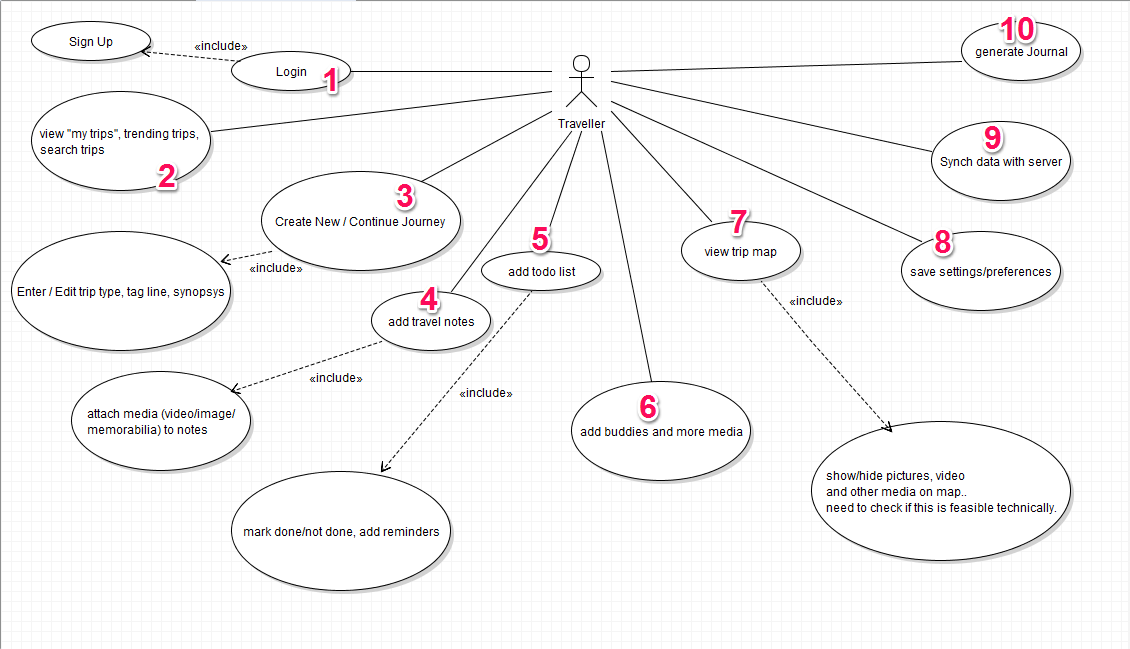 Sign Up
«include»
Login
1
Traveller
10
generate Journal
view "my trips", trending trips,
search trips
2
9
Synch data with server
3
Create New / Continue Journey
«include»
Enter / Edit trip type, tag line, synopsys
5
add todo list
7
view trip map
8
save settings/preferences
4
add travel notes
«include»
«include»
«include»
attach media (video/image/
memorabilia) to notes
6
add buddies and more media
mark done/not done, add reminders
show/hide pictures, video
and other media on map..
need to check if this is feasible technically.